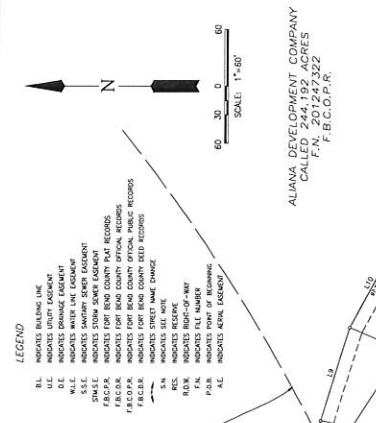 LEGEND
B.L. INDICATES BUILDING LINE
U.E. INDICATES UTILITY EASEMENT
D.E. INDICATES DRAINAGE EASEMENT
W.L.E. INDICATES WATER LINE EASEMENT
S.S.E. INDICATES SANITARY SEWER EASEMENT
STM.S.E. INDICATES STORM SEWER EASEMENT
F.B.C.P.R. INDICATES FORT BEND COUNTY PLAT RECORDS
F.B.C.O.R. INDICATES FORT BEND COUNTY OFFICIAL RECORDS
F.B.C.O.P.R. INDICATES FORT BEND COUNTY OFFICIAL PUBLIC RECORDS
F.B.C.D.R. INDICATES FORT BEND COUNTY DEED RECORDS
INDICATES STREET NAME CHANGE
S.N. INDICATES SEE NOTE
RES. INDICATES RESERVE
R.O.W. INDICATES RIGHT-OF-WAY
F.N. INDICATES FILE NUMBER
P.O.B. INDICATES POINT OF BEGINNING
A.E. INDICATES AERIAL EASEMENT
N
60 30 0 60
SCALE: 1"=60'
ALIANA DEVELOPMENT COMPANY
CALLED 244.192 ACRES
F.N. 201247322
F.B.C.O.P.R.
L9
L10